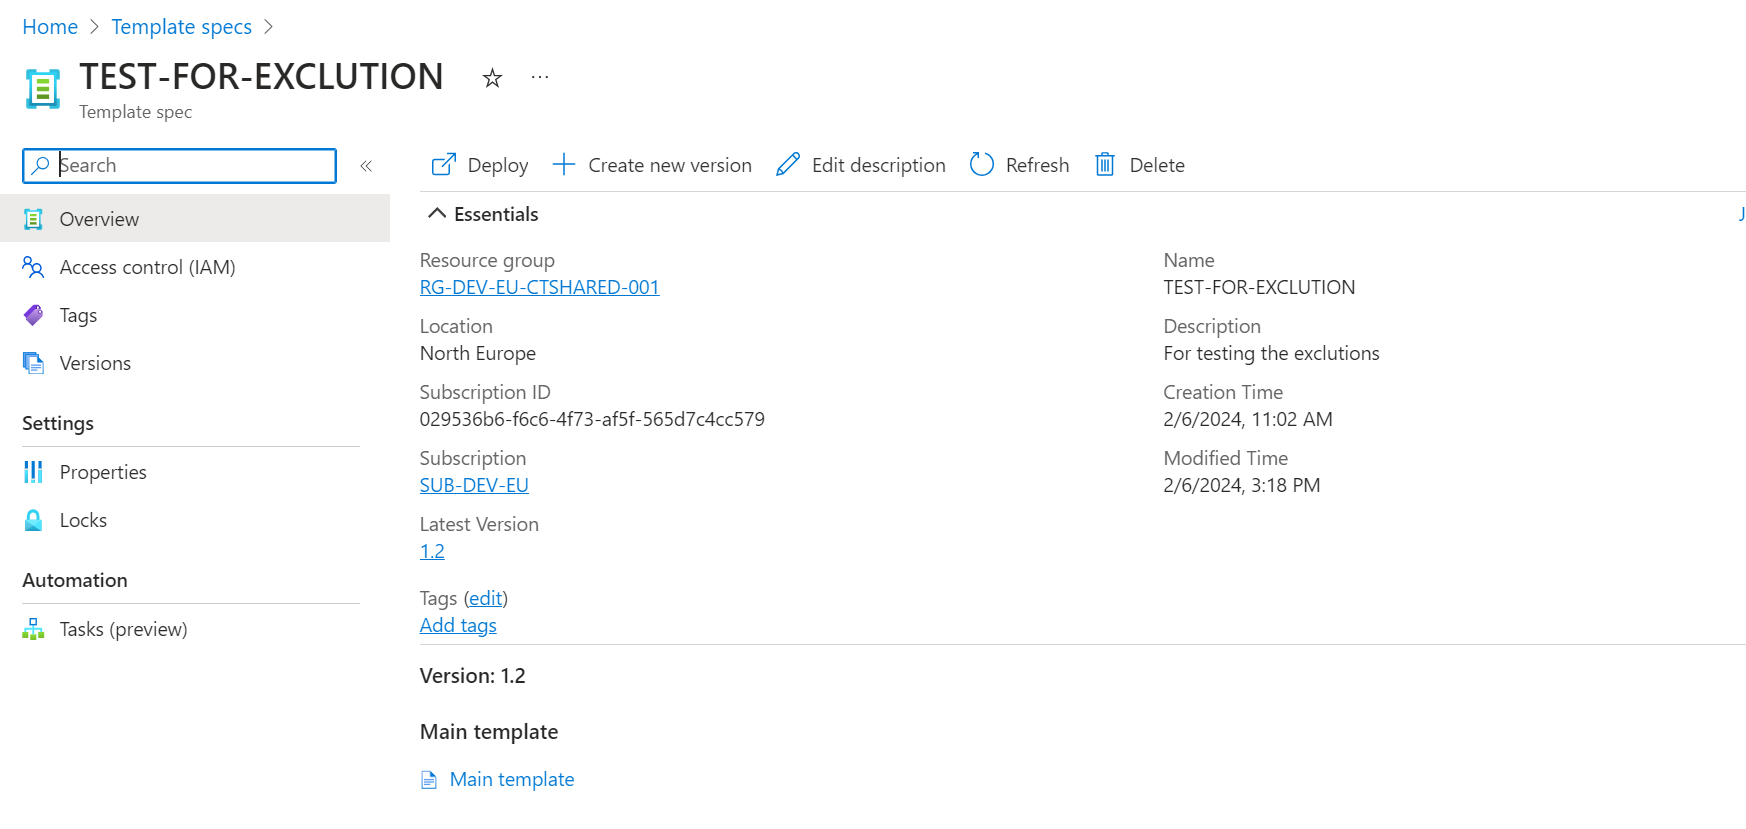 Home > Template specs >
TEST-FOR-EXCLUTION
Template spec
Search
«
Deploy
Create new version
Edit description
Refresh
Delete
Overview
Access control (IAM)
Tags
Versions
Settings
Properties
Locks
Automation
Tasks (preview)
Essentials
J
Resource group
RG-DEV-EU-CTSHARED-001
Location
North Europe
Subscription ID
029536b6-f6c6-4f73-af5f-565d7c4cc579
Subscription
SUB-DEV-EU
Latest Version
1.2
Name
TEST-FOR-EXCLUTION
Description
For testing the exclutions
Creation Time
2/6/2024, 11:02 AM
Modified Time
2/6/2024, 3:18 PM
Tags (edit)
Add tags
Version: 1.2
Main template
Main template